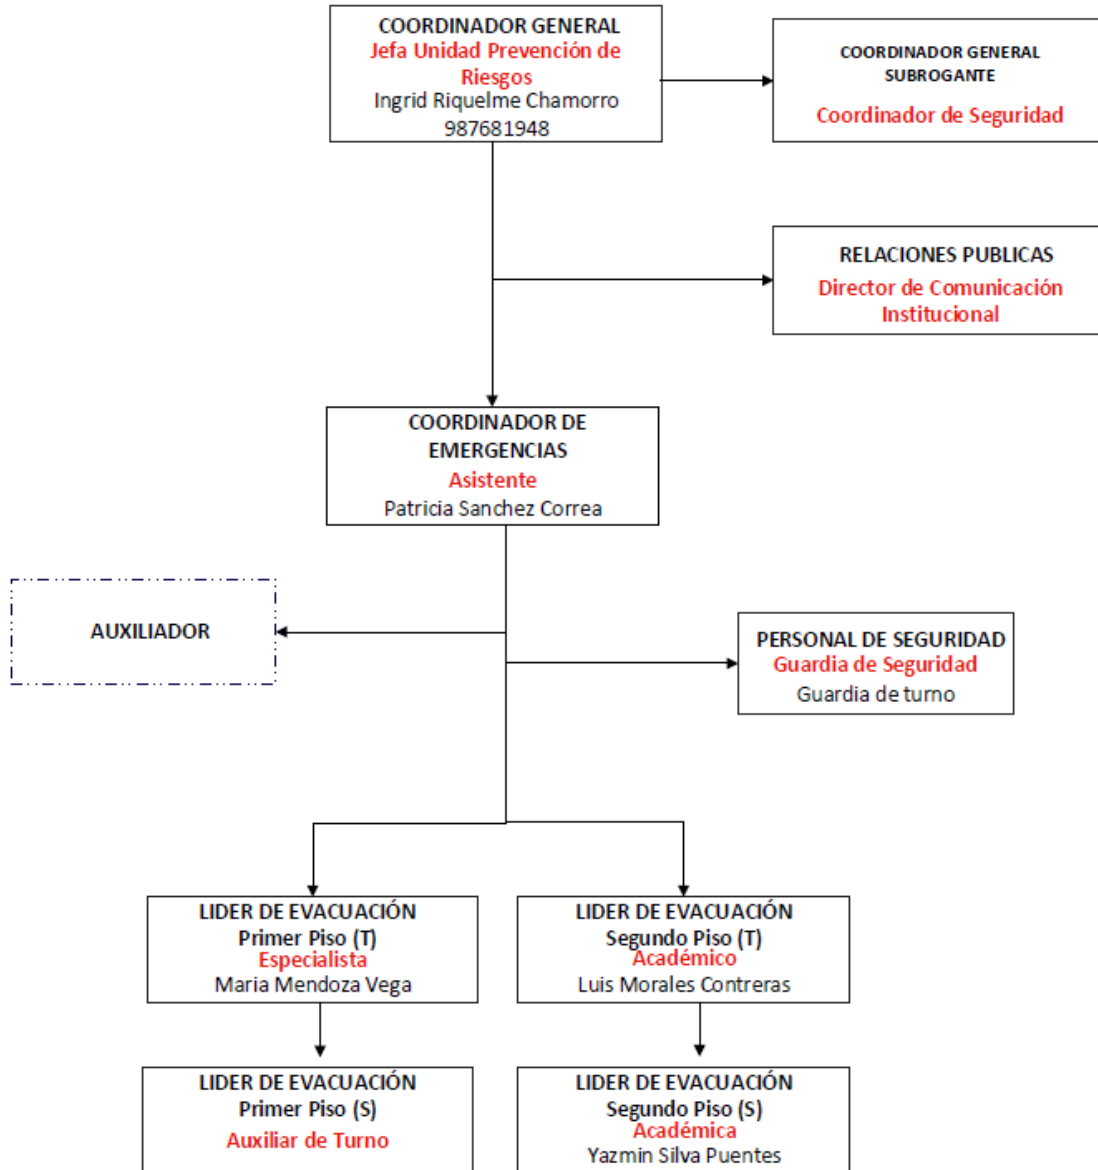 COORDINADOR GENERAL
Jefa Unidad Prevención de
Riesgos
Ingrid Riquelme Chamorro
987681948
COORDINADOR GENERAL
SUBROGANTE
Coordinador de Seguridad
RELACIONES PUBLICAS
Director de Comunicación
Institucional
COORDINADOR DE
EMERGENCIAS
Asistente
Patricia Sanchez Correa
AUXILIADOR
PERSONAL DE SEGURIDAD
Guardia de Seguridad
Guardia de turno
LIDER DE EVACUACIÓN
Primer Piso (T)
Especialista
Maria Mendoza Vega
LIDER DE EVACUACIÓN
Segundo Piso (T)
Académico
Luis Morales Contreras
LIDER DE EVACUACIÓN
Primer Piso (S)
Auxiliar de Turno
LIDER DE EVACUACIÓN
Segundo Piso (S)
Académica
Yazmin Silva Puentes